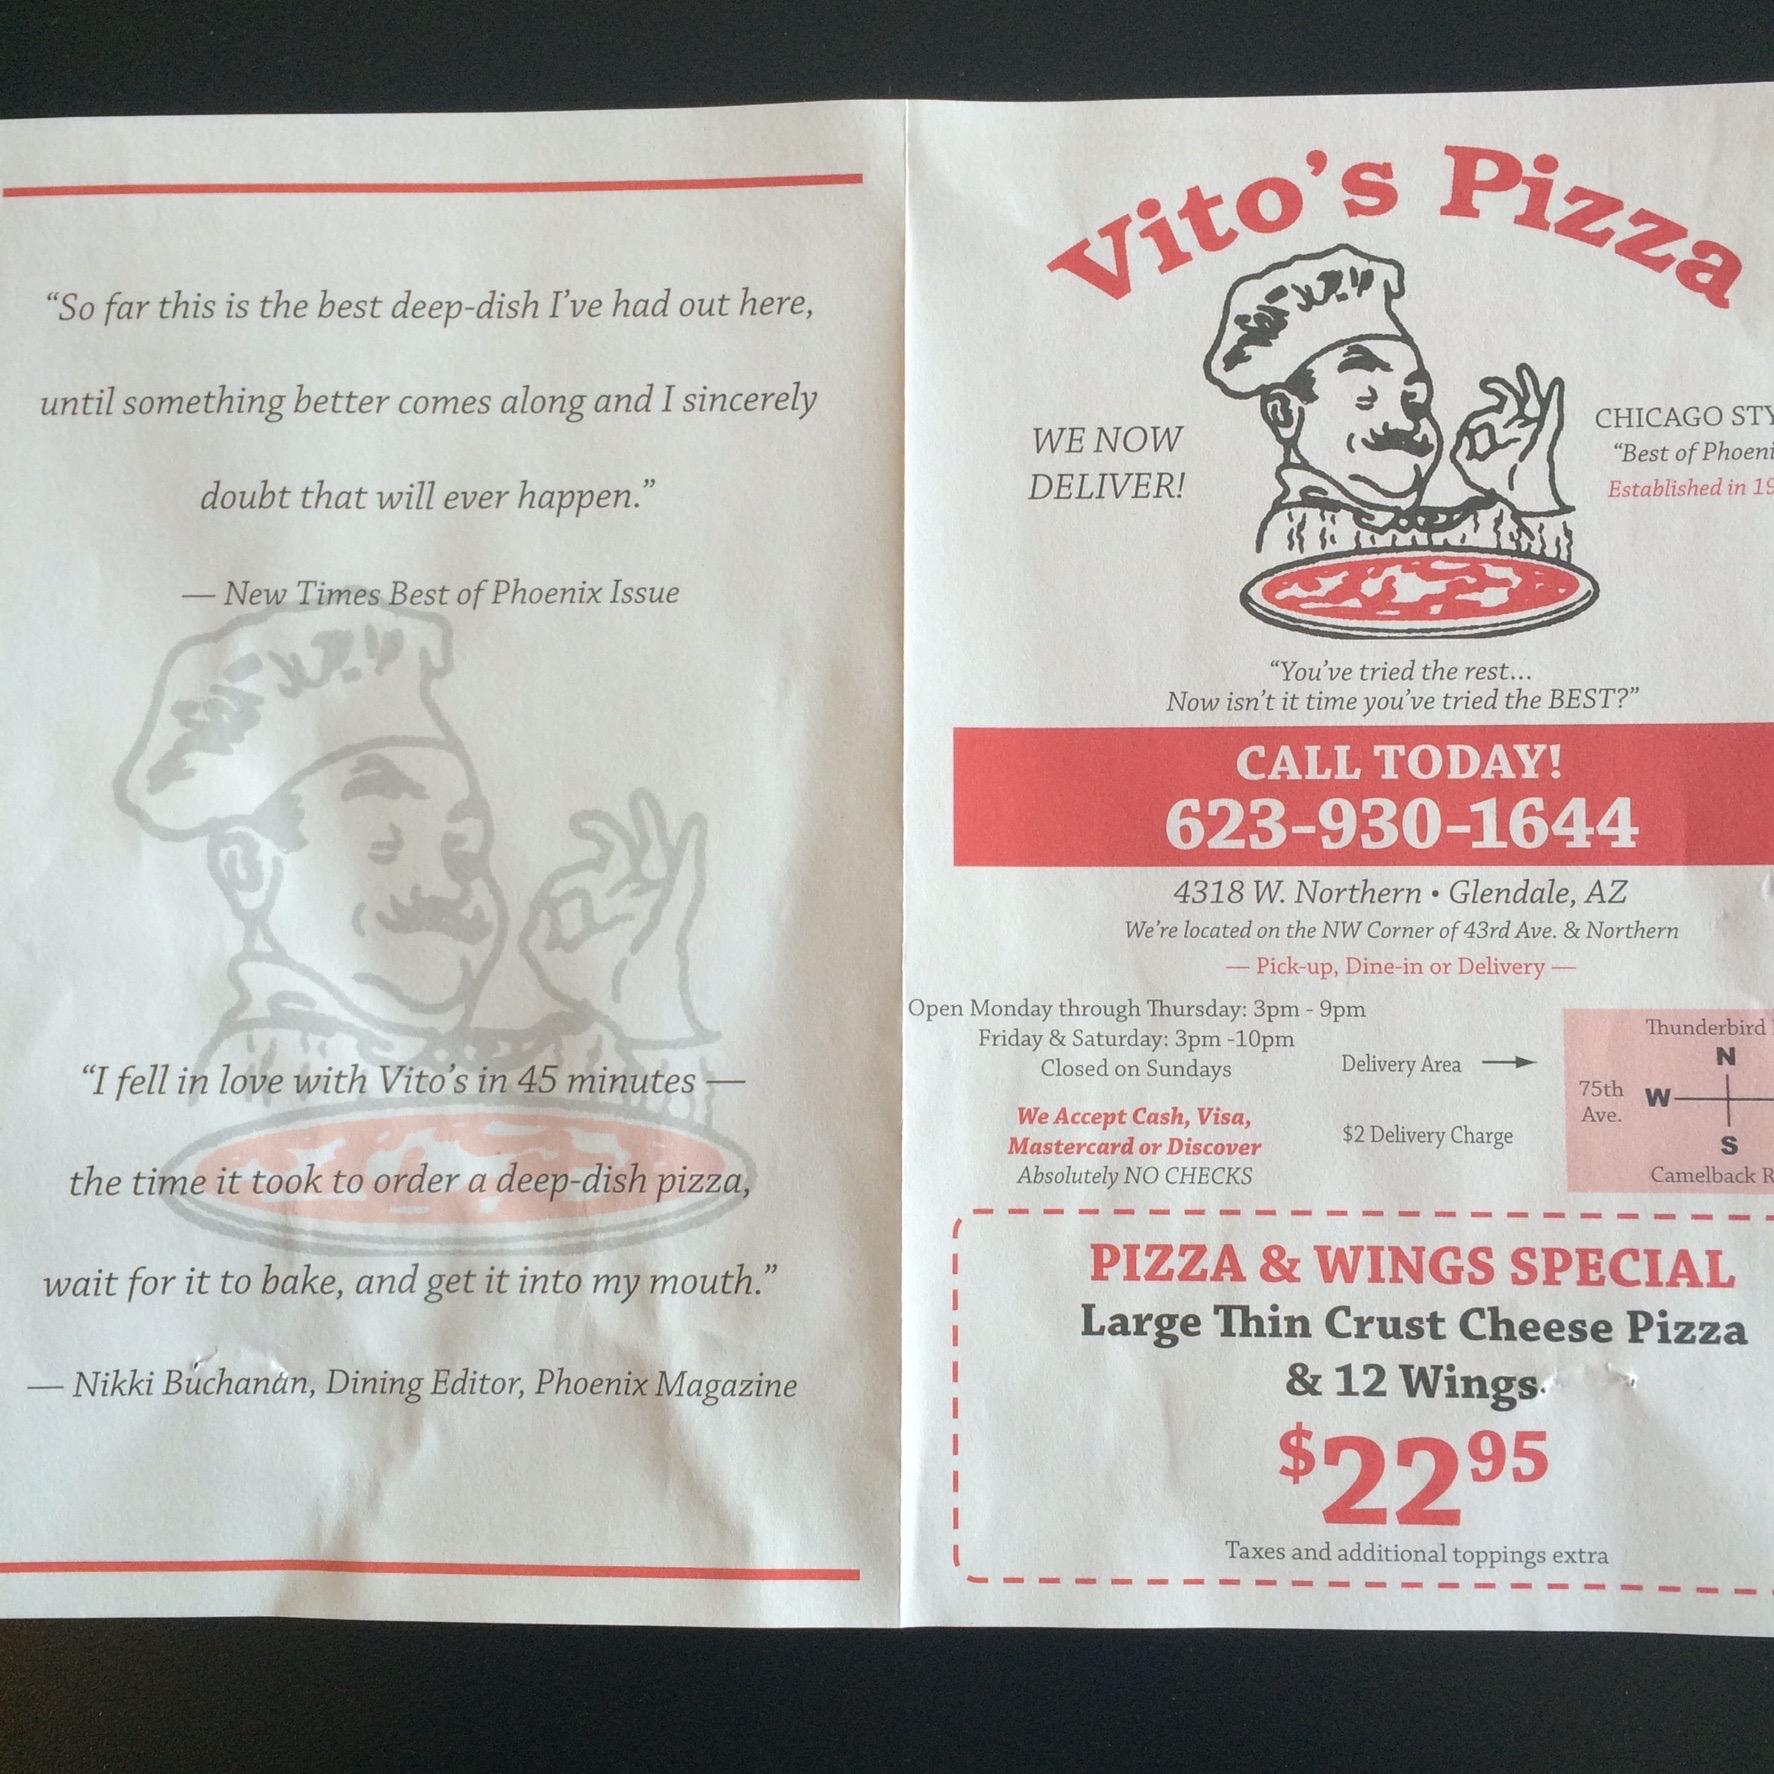 “So far this is the best deep-dish I’ve had out here,
until something better comes along and I sincerely
doubt that will ever happen.”
— New Times Best of Phoenix Issue
“I fell in love with Vito’s in 45 minutes —
the time it took to order a deep-dish pizza,
wait for it to bake, and get it into my mouth.”
— Nikki Buchanan, Dining Editor, Phoenix Magazine
Vito’s Pizza
WE NOW
DELIVER!
CHICAGO
“Best of
Established in
“You’ve tried the rest...
Now isn’t it time you’ve tried the BEST?”
CALL TODAY!
623-930-1644
4318 W. Northern • Glendale, AZ
We’re located on the NW Corner of 43rd Ave. & Northern
— Pick-up, Dine-in or Delivery —
Open Monday through Thursday: 3pm - 9pm
Friday & Saturday: 3pm -10pm
Closed on Sundays
We Accept Cash, Visa,
Mastercard or Discover
Absolutely NO CHECKS
Delivery Area
$2 Delivery Charge
Thunderbird
N
75th
Ave.
W
S
Camelback
PIZZA & WINGS SPECIAL
Large Thin Crust Cheese Pizza
& 12 Wings
$22 95
Taxes and additional toppings extra